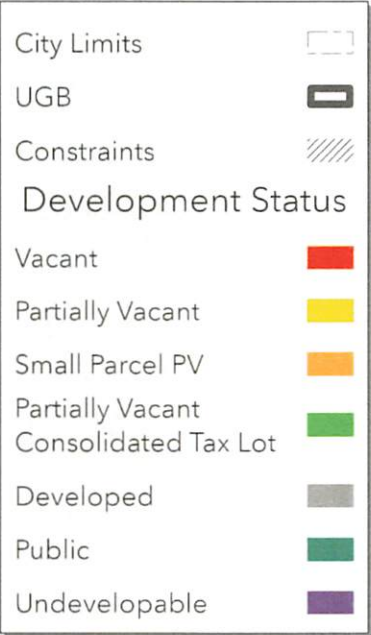 City Limits
UGB
Constraints
Development Status
Vacant
Partially Vacant
Small Parcel PV
Partially Vacant
Consolidated Tax Lot
Developed
Public
Undevelopable